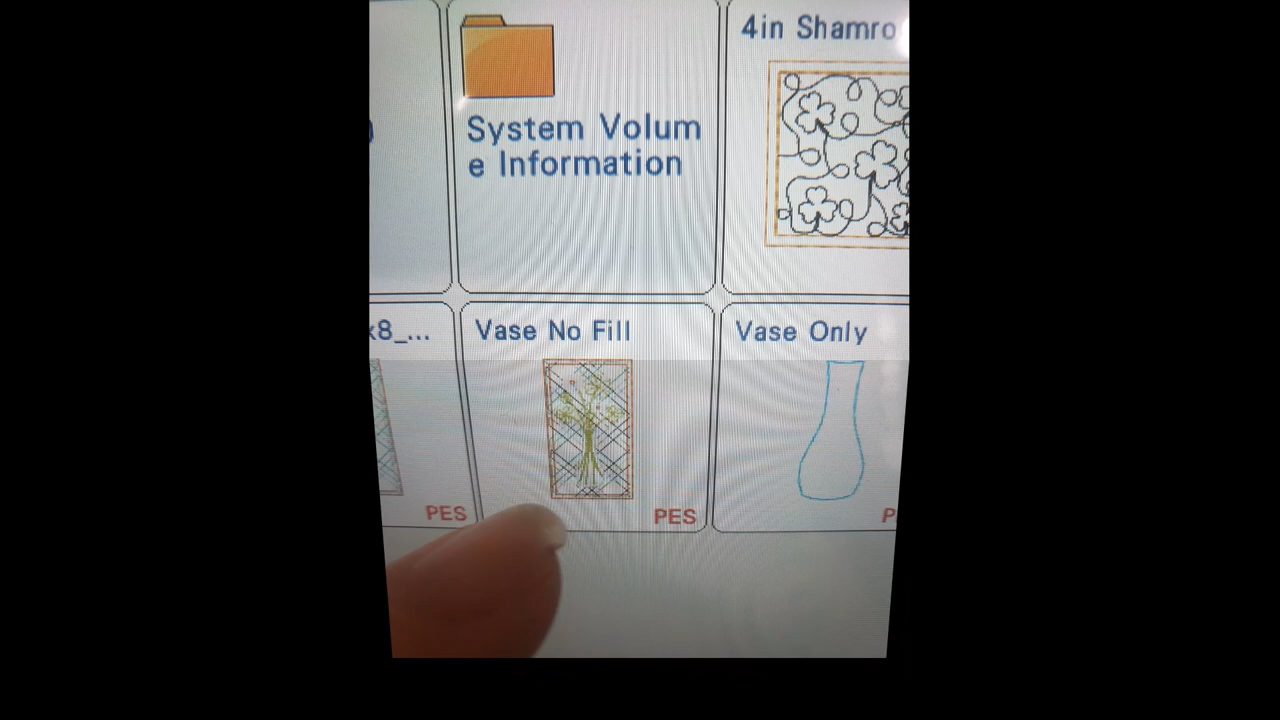 System Volum
e Information
4in Shamro
x8_...
Vase No Fill
Vase Only
PES
PES
P